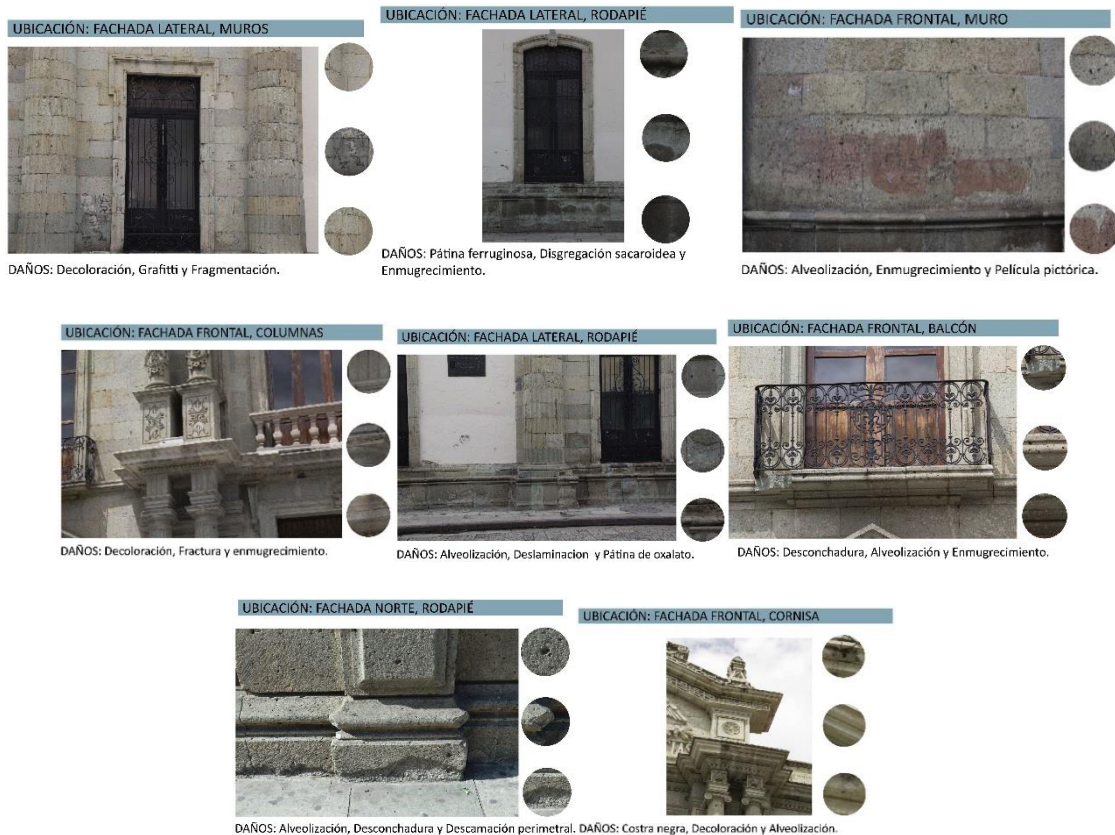 UBICACIÓN: FACHADA LATERAL, MUROS
DAÑOS: Decoloración, Grafitti y Fragmentación.
UBICACIÓN: FACHADA LATERAL, RODAPIÉ
DAÑOS: Pátina ferruginosa, Disgregación sacaroidea y
Enmugrecimiento.
UBICACIÓN: FACHADA FRONTAL, MURO
DAÑOS: Alveolización, Enmugrecimiento y Película pictórica.
UBICACIÓN: FACHADA FRONTAL, COLUMNAS
DAÑOS: Decoloración, Fractura y enmugrecimiento.
UBICACIÓN: FACHADA LATERAL, RODAPIÉ
DAÑOS: Alveolización, Deslaminacion y Pátina de oxalato.
UBICACIÓN: FACHADA FRONTAL, BALCÓN
DAÑOS: Desconchadura, Alveolización y Enmugrecimiento.
UBICACIÓN: FACHADA NORTE, RODAPIÉ
DAÑOS: Alveolización, Desconchadura y Descamación perimetral.
UBICACIÓN: FACHADA FRONTAL, CORNISA
DAÑOS: Costra negra, Decoloración y Alveolización.